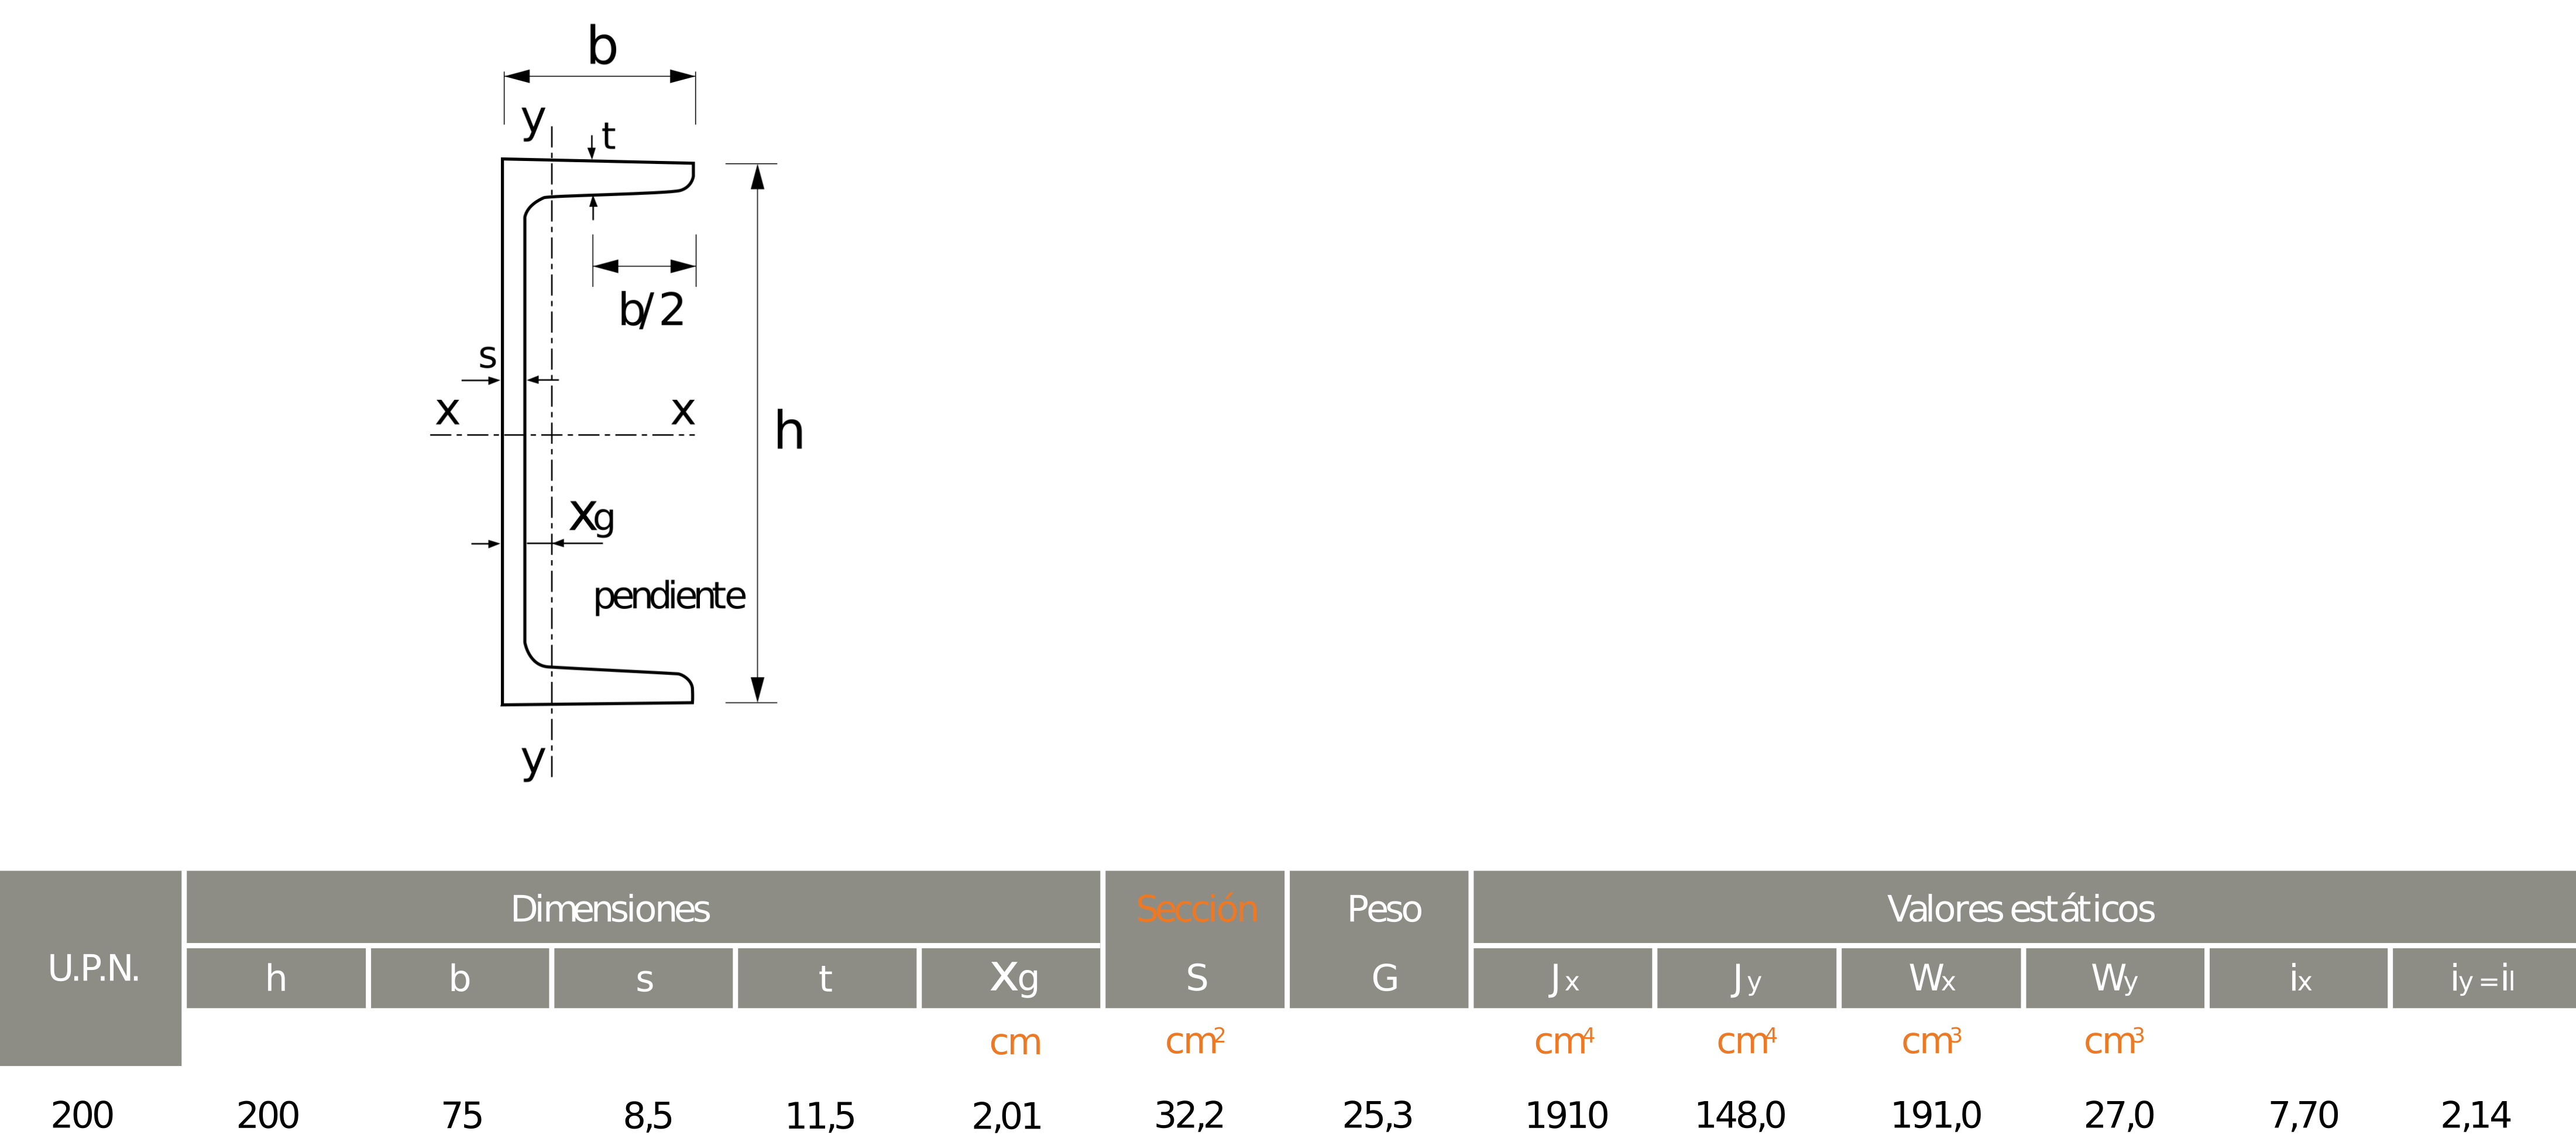 b
y
t
b/2
s
x x
h
xg
pendiente
y
U.P.N. Dimensiones Sección Peso Valores estáticos
h b s t xg S G Jx Jy Wx Wy ix iy=il
cm cm² cm⁴ cm⁴ cm³ cm³
200 200 75 8,5 11,5 2,01 32,2 25,3 1910 148,0 191,0 27,0 7,70 2,14